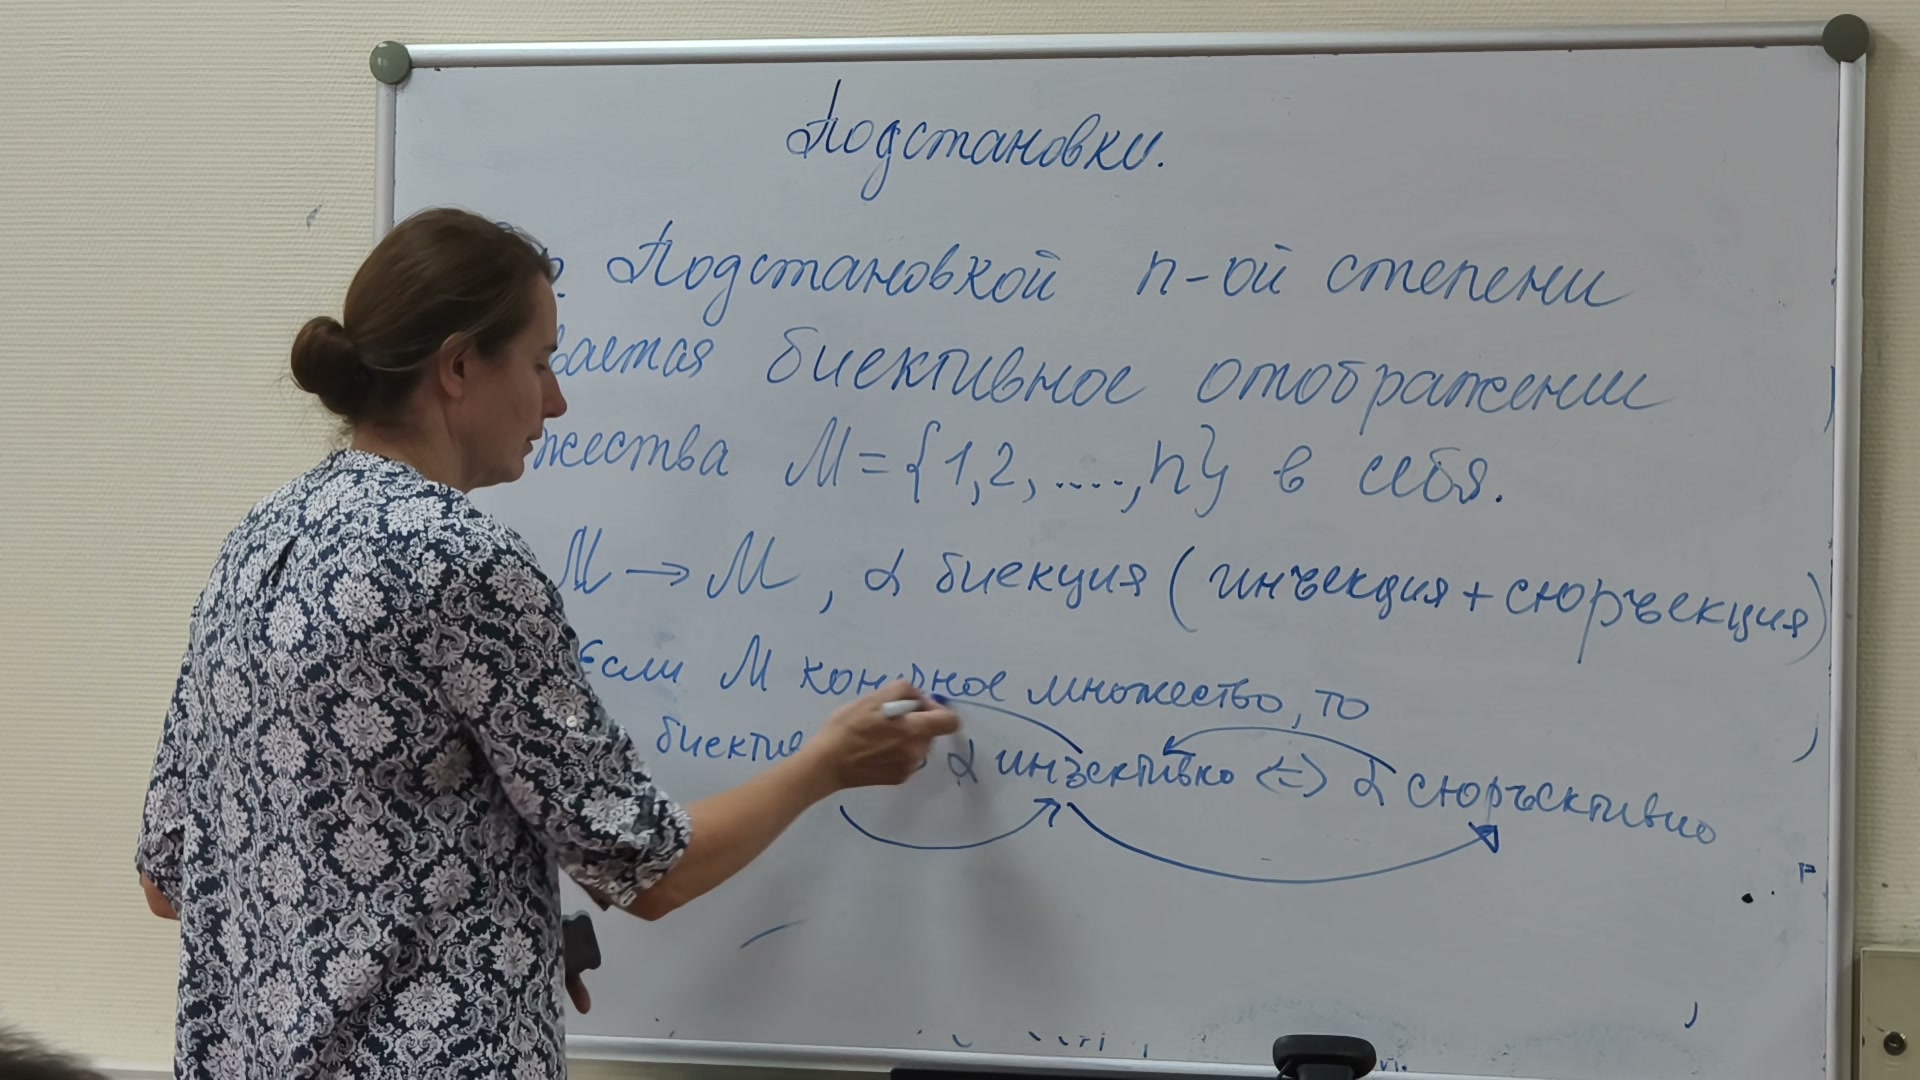 Подстановки.
Подстановкой n-ой степени
вается биективное отображении
жества M={1,2,....,n} в себя.
M → M, α биекция (инъекция + сюръекция)
Если M конечное множество, то
α инъективно <=> α сюръективно